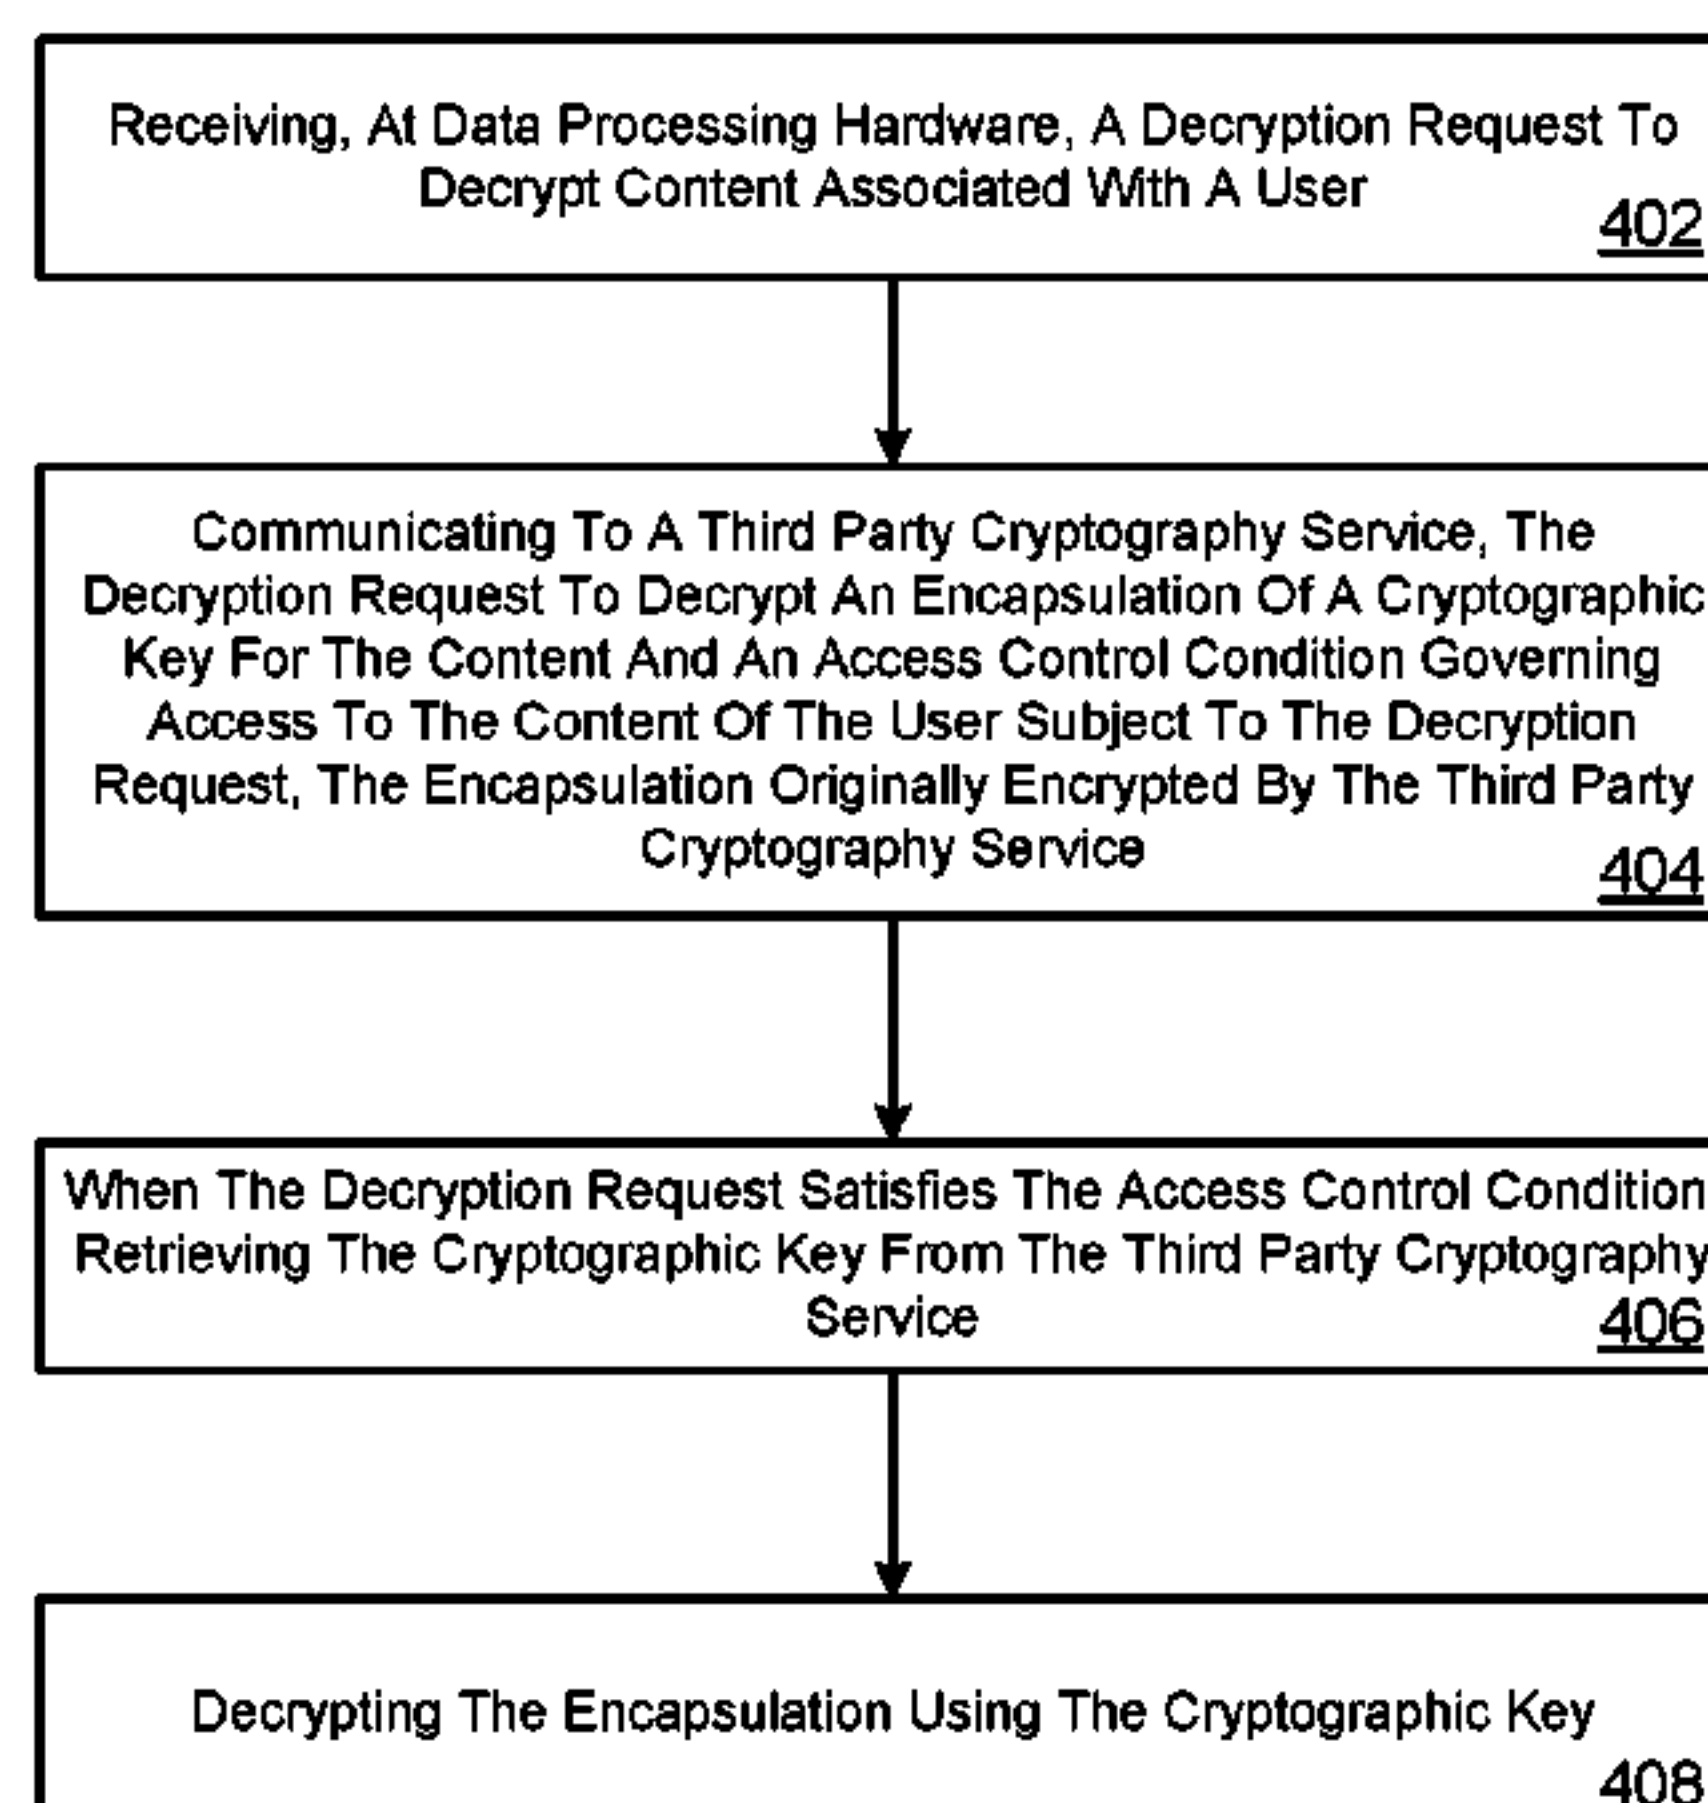 Receiving, At Data Processing Hardware, A Decryption Request To
Decrypt Content Associated With A User
402
Communicating To A Third Party Cryptography Service, The
Decryption Request To Decrypt An Encapsulation Of A Cryptographic
Key For The Content And An Access Control Condition Governing
Access To The Content Of The User Subject To The Decryption
Request, The Encapsulation Originally Encrypted By The Third Party
Cryptography Service
404
When The Decryption Request Satisfies The Access Control Condition
Retrieving The Cryptographic Key From The Third Party Cryptography
Service
406
Decrypting The Encapsulation Using The Cryptographic Key
408